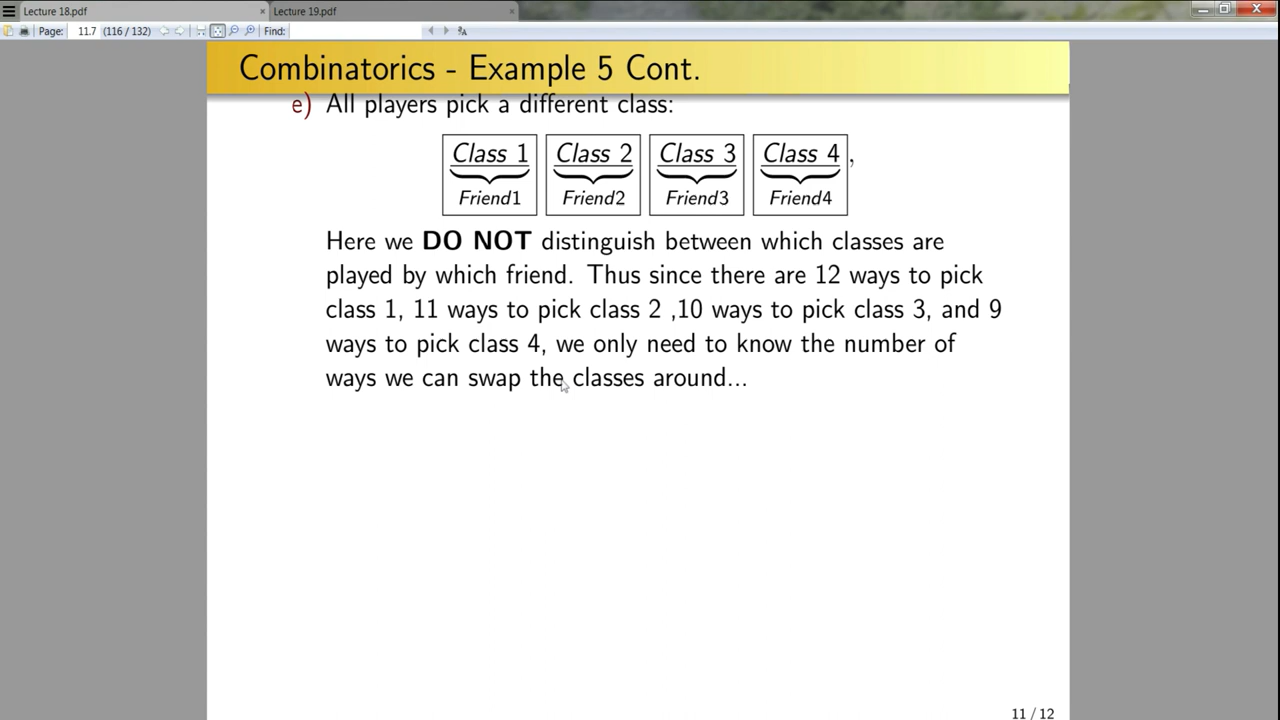 Lecture 18.pdf
Lecture 19.pdf
Page: 11.7 (116 / 132) Find:
Combinatorics - Example 5 Cont.
e) All players pick a different class:
Class 1 Class 2 Class 3 Class 4 ,
Friend1 Friend2 Friend3 Friend4
Here we DO NOT distinguish between which classes are
played by which friend. Thus since there are 12 ways to pick
class 1, 11 ways to pick class 2 ,10 ways to pick class 3, and 9
ways to pick class 4, we only need to know the number of
ways we can swap the classes around...
11 / 12